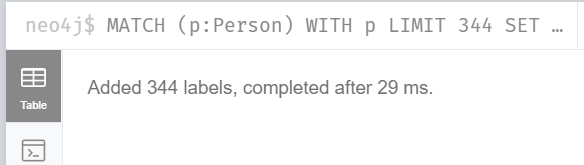 neo4j$ MATCH (p:Person) WITH p LIMIT 344 SET …
Table
Added 344 labels, completed after 29 ms.